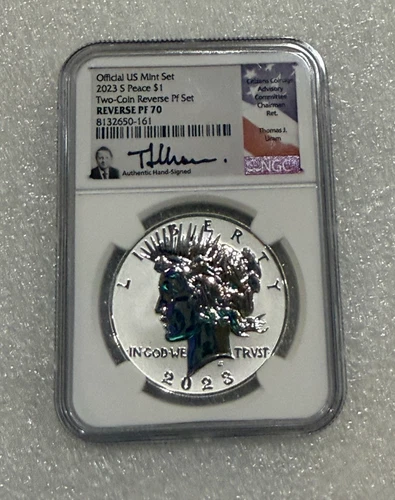 Official US Mint Set
2023 S Peace $1
Two-Coin Reverse Pf Set
REVERSE PF 70
8132650-161
Authentic Hand-Signed
Citizens Coinage
Advisory
Committee
Chairman
Ret.
Thomas J.
Uram
NGC
LIBERTY
IN GOD WE TRVST
2023